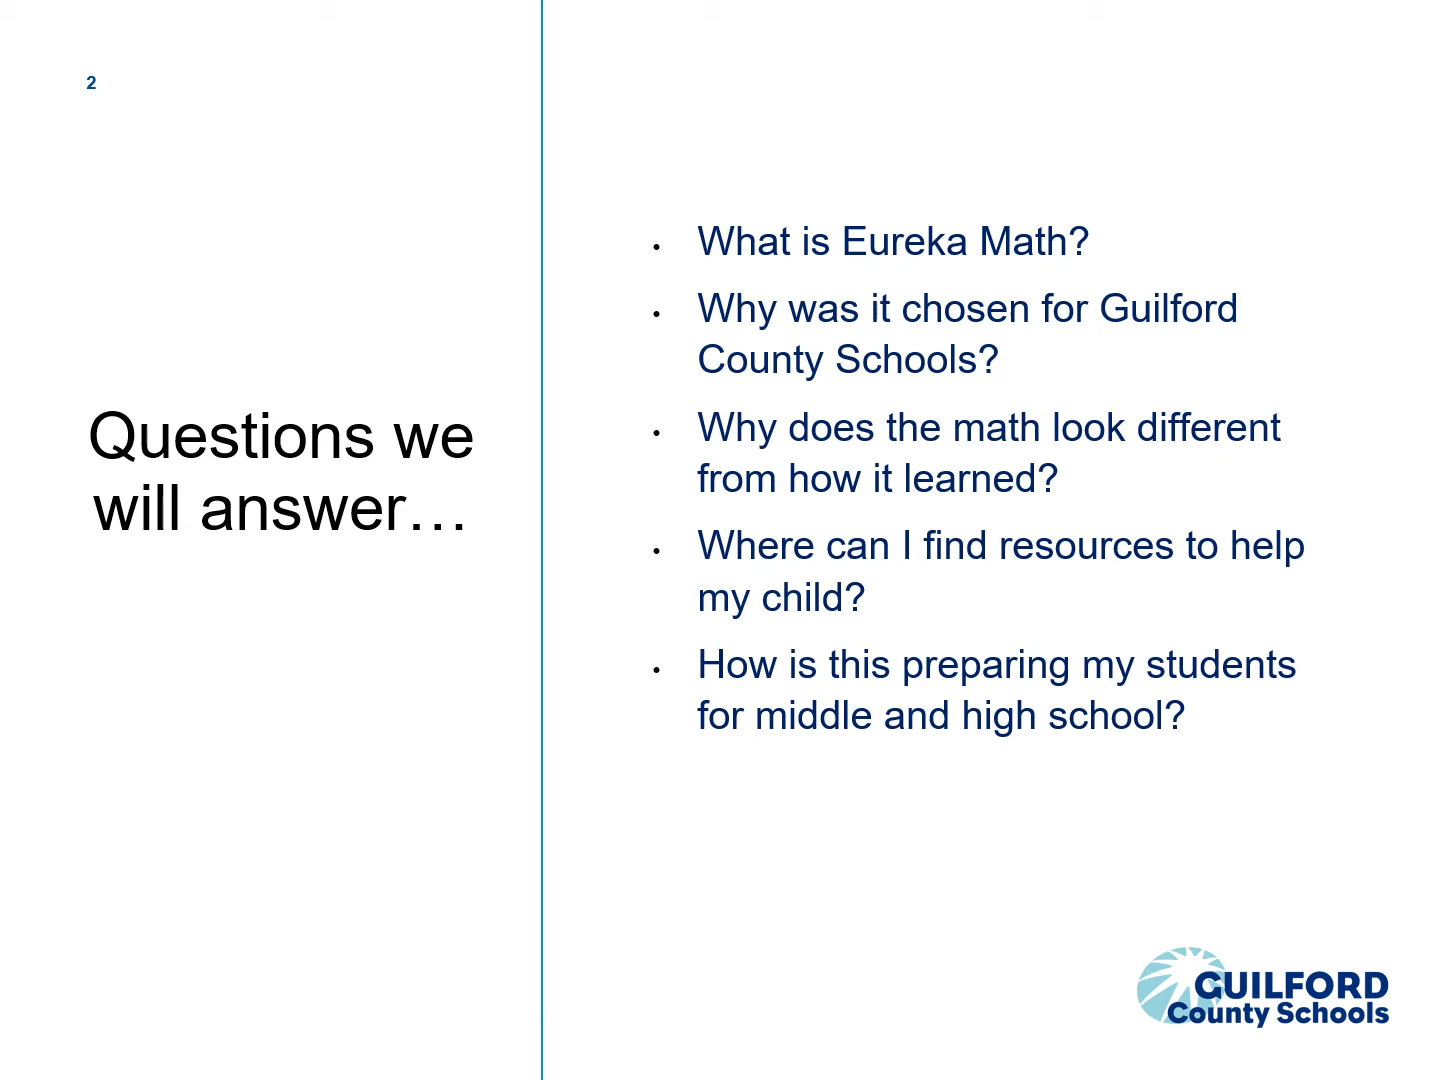 2
Questions we
will answer…
• What is Eureka Math?
• Why was it chosen for Guilford
County Schools?
• Why does the math look different
from how it learned?
• Where can I find resources to help
my child?
• How is this preparing my students
for middle and high school?
GUILFORD
County Schools